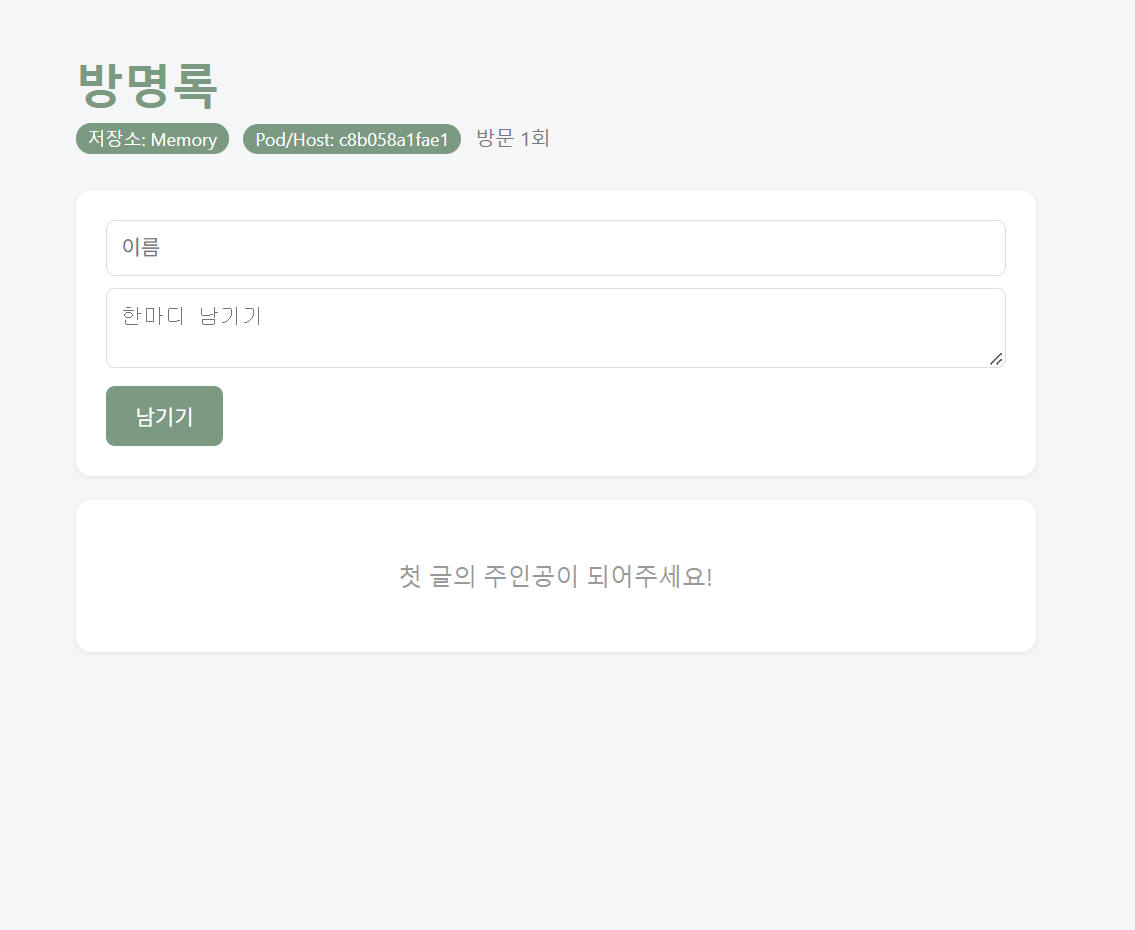 방명록
저장소: Memory Pod/Host: c8b058a1fae1 방문 1회
이름
한마디 남기기
남기기
첫 글의 주인공이 되어주세요!